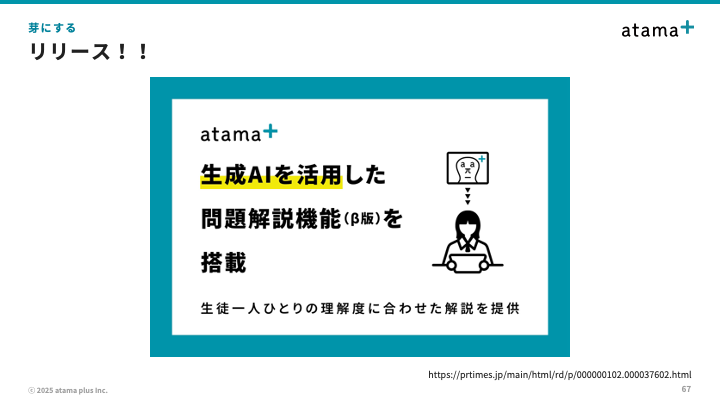 芽にする
リリース！！
atama+
atama+
生成AIを活用した
問題解説機能(β版)を
搭載
生徒一人ひとりの理解度に合わせた解説を提供
https://prtimes.jp/main/html/rd/p/000000102.000037602.html
ⓒ 2025 atama plus Inc.
67